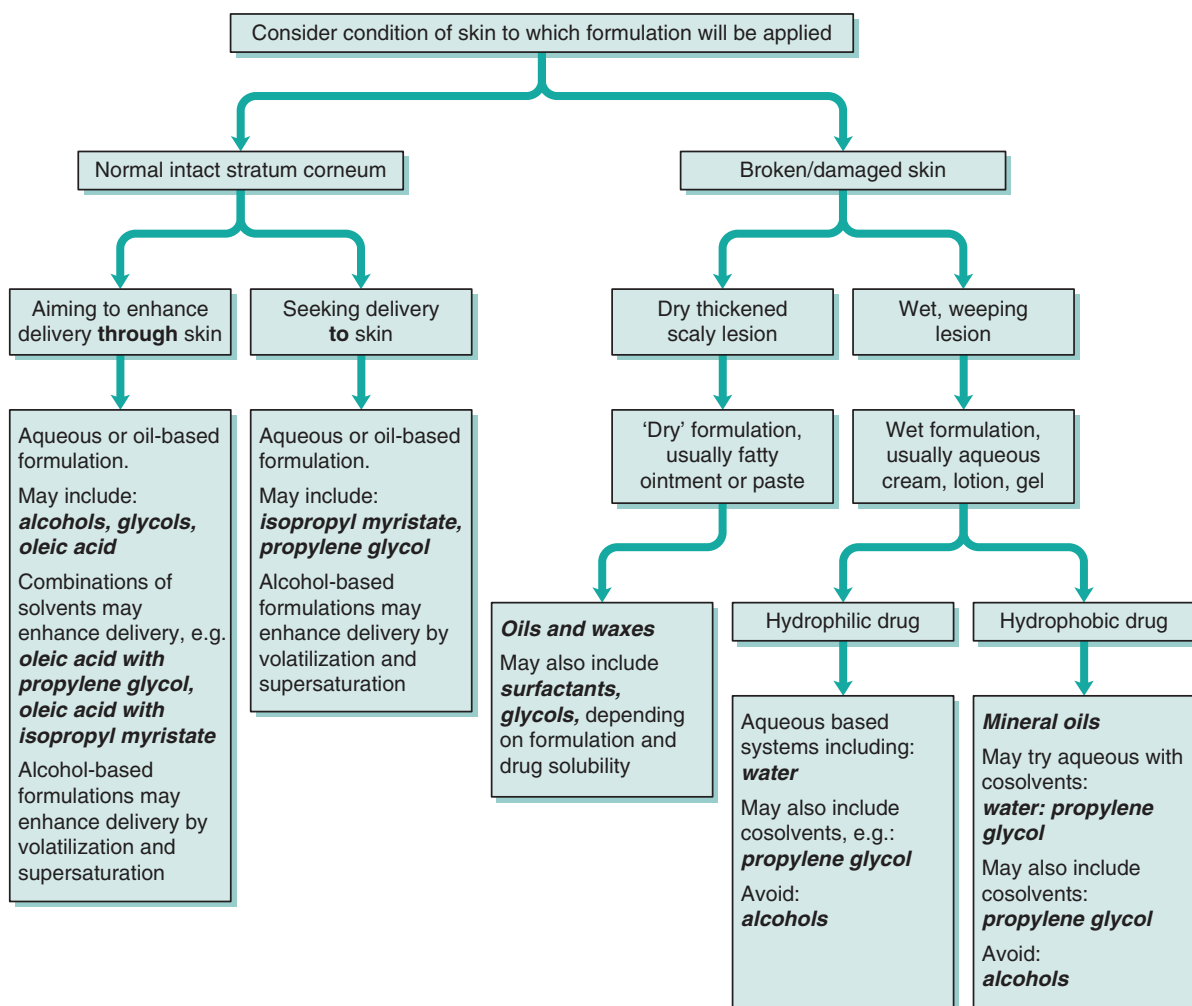 Consider condition of skin to which formulation will be applied
Normal intact stratum corneum
Broken/damaged skin
Aiming to enhance
delivery through skin
Seeking delivery
to skin
Dry thickened
scaly lesion
Wet, weeping
lesion
Aqueous or oil-based
formulation.
May include:
alcohols, glycols,
oleic acid
Combinations of
solvents may
enhance delivery, e.g.
oleic acid with
propylene glycol,
oleic acid with
isopropyl myristate
Alcohol-based
formulations may
enhance delivery by
volatilization and
supersaturation
Aqueous or oil-based
formulation.
May include:
isopropyl myristate,
propylene glycol
Alcohol-based
formulations may
enhance delivery by
volatilization and
supersaturation
‘Dry’ formulation,
usually fatty
ointment or paste
Wet formulation,
usually aqueous
cream, lotion, gel
Oils and waxes
May also include
surfactants,
glycols, depending
on formulation and
drug solubility
Hydrophilic drug
Hydrophobic drug
Aqueous based
systems including:
water
May also include
cosolvents, e.g.:
propylene glycol
Avoid:
alcohols
Mineral oils
May try aqueous with
cosolvents:
water: propylene
glycol
May also include
cosolvents:
propylene glycol
Avoid:
alcohols